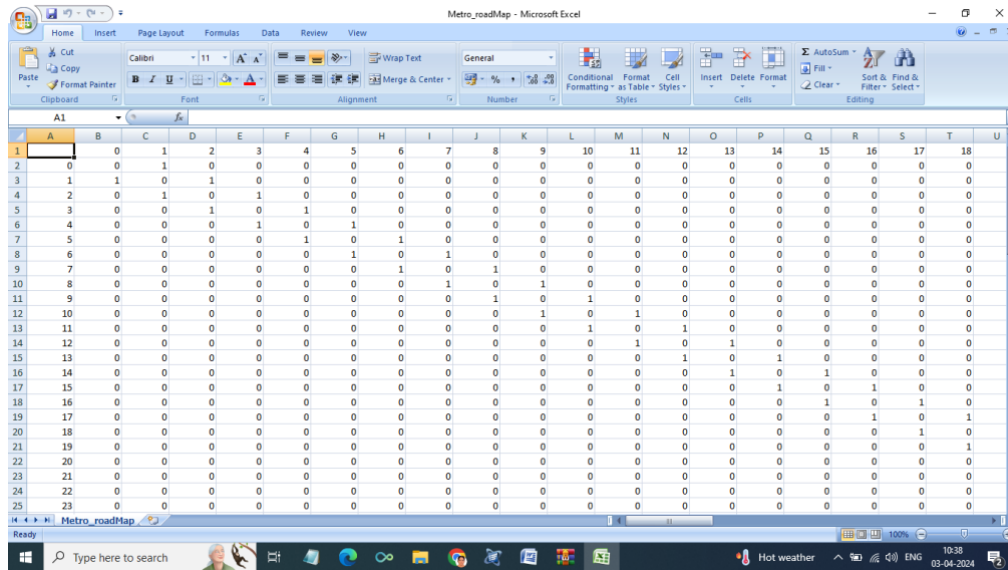 Metro_roadMap - Microsoft Excel
Home Insert Page Layout Formulas Data Review View
Cut Calibri 11 A A Wrap Text General Σ AutoSum
Copy Fill
Paste Format Painter B I U A Merge & Center % , Conditional Formatting Format as Table Cell Styles Insert Delete Format Clear Sort & Filter Find & Select
Clipboard Font Alignment Number Styles Cells Editing
A1 fx
A B C D E F G H I J K L M N O P Q R S T U
1 0 1 2 3 4 5 6 7 8 9 10 11 12 13 14 15 16 17 18
2 0 0 1 0 0 0 0 0 0 0 0 0 0 0 0 0 0 0 0 0
3 1 1 0 1 0 0 0 0 0 0 0 0 0 0 0 0 0 0 0 0
4 2 0 1 0 1 0 0 0 0 0 0 0 0 0 0 0 0 0 0 0
5 3 0 0 1 0 1 0 0 0 0 0 0 0 0 0 0 0 0 0 0
6 4 0 0 0 1 0 1 0 0 0 0 0 0 0 0 0 0 0 0 0
7 5 0 0 0 0 1 0 1 0 0 0 0 0 0 0 0 0 0 0 0
8 6 0 0 0 0 0 1 0 1 0 0 0 0 0 0 0 0 0 0 0
9 7 0 0 0 0 0 0 1 0 1 0 0 0 0 0 0 0 0 0 0
10 8 0 0 0 0 0 0 0 1 0 1 0 0 0 0 0 0 0 0 0
11 9 0 0 0 0 0 0 0 0 1 0 1 0 0 0 0 0 0 0 0
12 10 0 0 0 0 0 0 0 0 0 1 0 1 0 0 0 0 0 0 0
13 11 0 0 0 0 0 0 0 0 0 0 1 0 1 0 0 0 0 0 0
14 12 0 0 0 0 0 0 0 0 0 0 0 1 0 1 0 0 0 0 0
15 13 0 0 0 0 0 0 0 0 0 0 0 0 1 0 1 0 0 0 0
16 14 0 0 0 0 0 0 0 0 0 0 0 0 0 1 0 1 0 0 0
17 15 0 0 0 0 0 0 0 0 0 0 0 0 0 0 1 0 1 0 0
18 16 0 0 0 0 0 0 0 0 0 0 0 0 0 0 0 1 0 1 0
19 17 0 0 0 0 0 0 0 0 0 0 0 0 0 0 0 0 1 0 1
20 18 0 0 0 0 0 0 0 0 0 0 0 0 0 0 0 0 0 1 0
21 19 0 0 0 0 0 0 0 0 0 0 0 0 0 0 0 0 0 0 1
22 20 0 0 0 0 0 0 0 0 0 0 0 0 0 0 0 0 0 0 0
23 21 0 0 0 0 0 0 0 0 0 0 0 0 0 0 0 0 0 0 0
24 22 0 0 0 0 0 0 0 0 0 0 0 0 0 0 0 0 0 0 0
25 23 0 0 0 0 0 0 0 0 0 0 0 0 0 0 0 0 0 0 0
Metro_roadMap
Ready 100%
Type here to search Hot weather ENG 10:38
03-04-2024